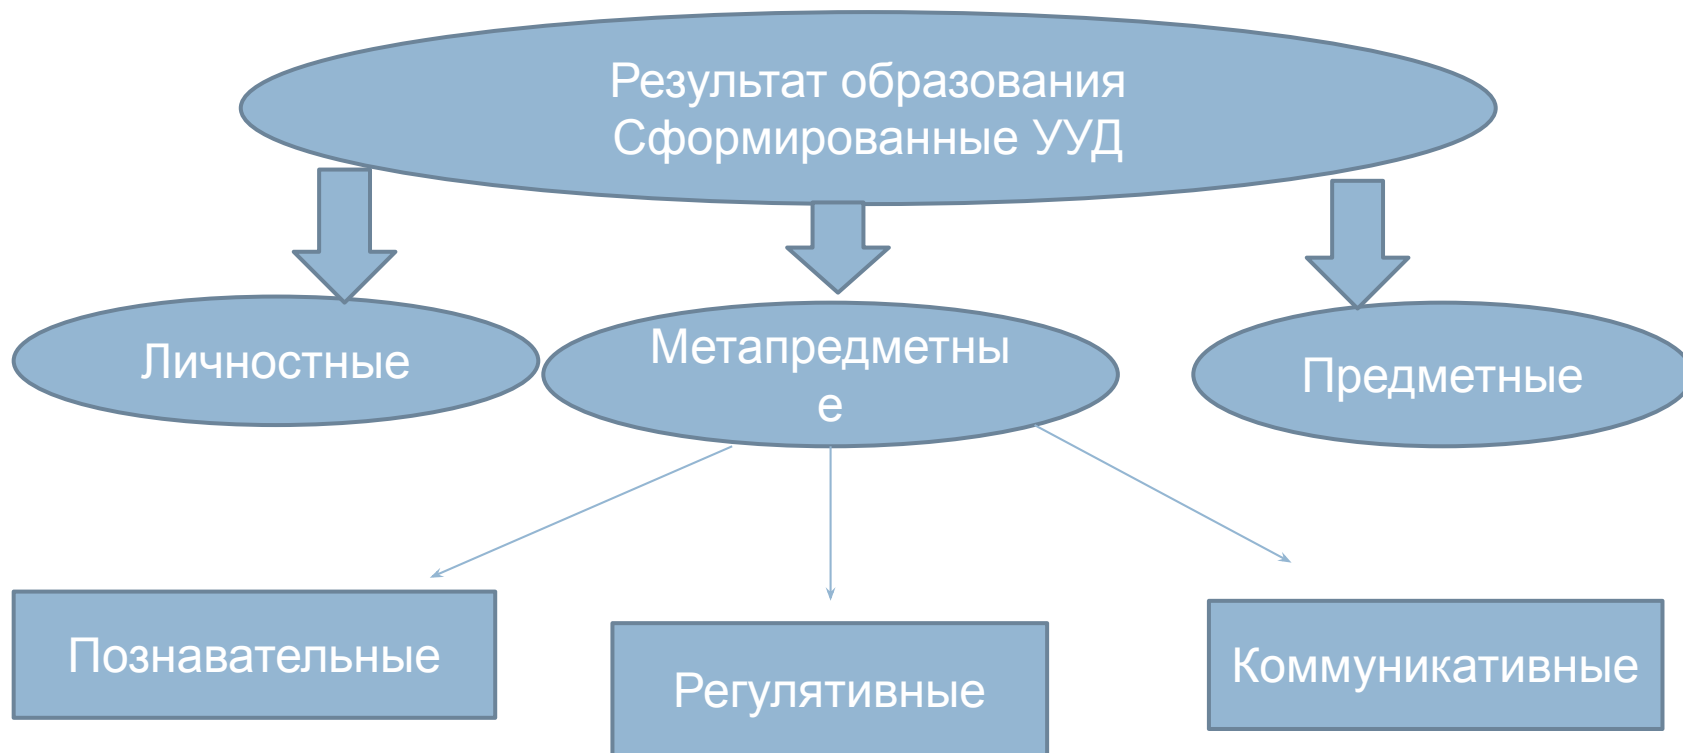 Результат образования
Сформированные УУД
Личностные
Метапредметны
е
Предметные
Познавательные
Регулятивные
Коммуникативные